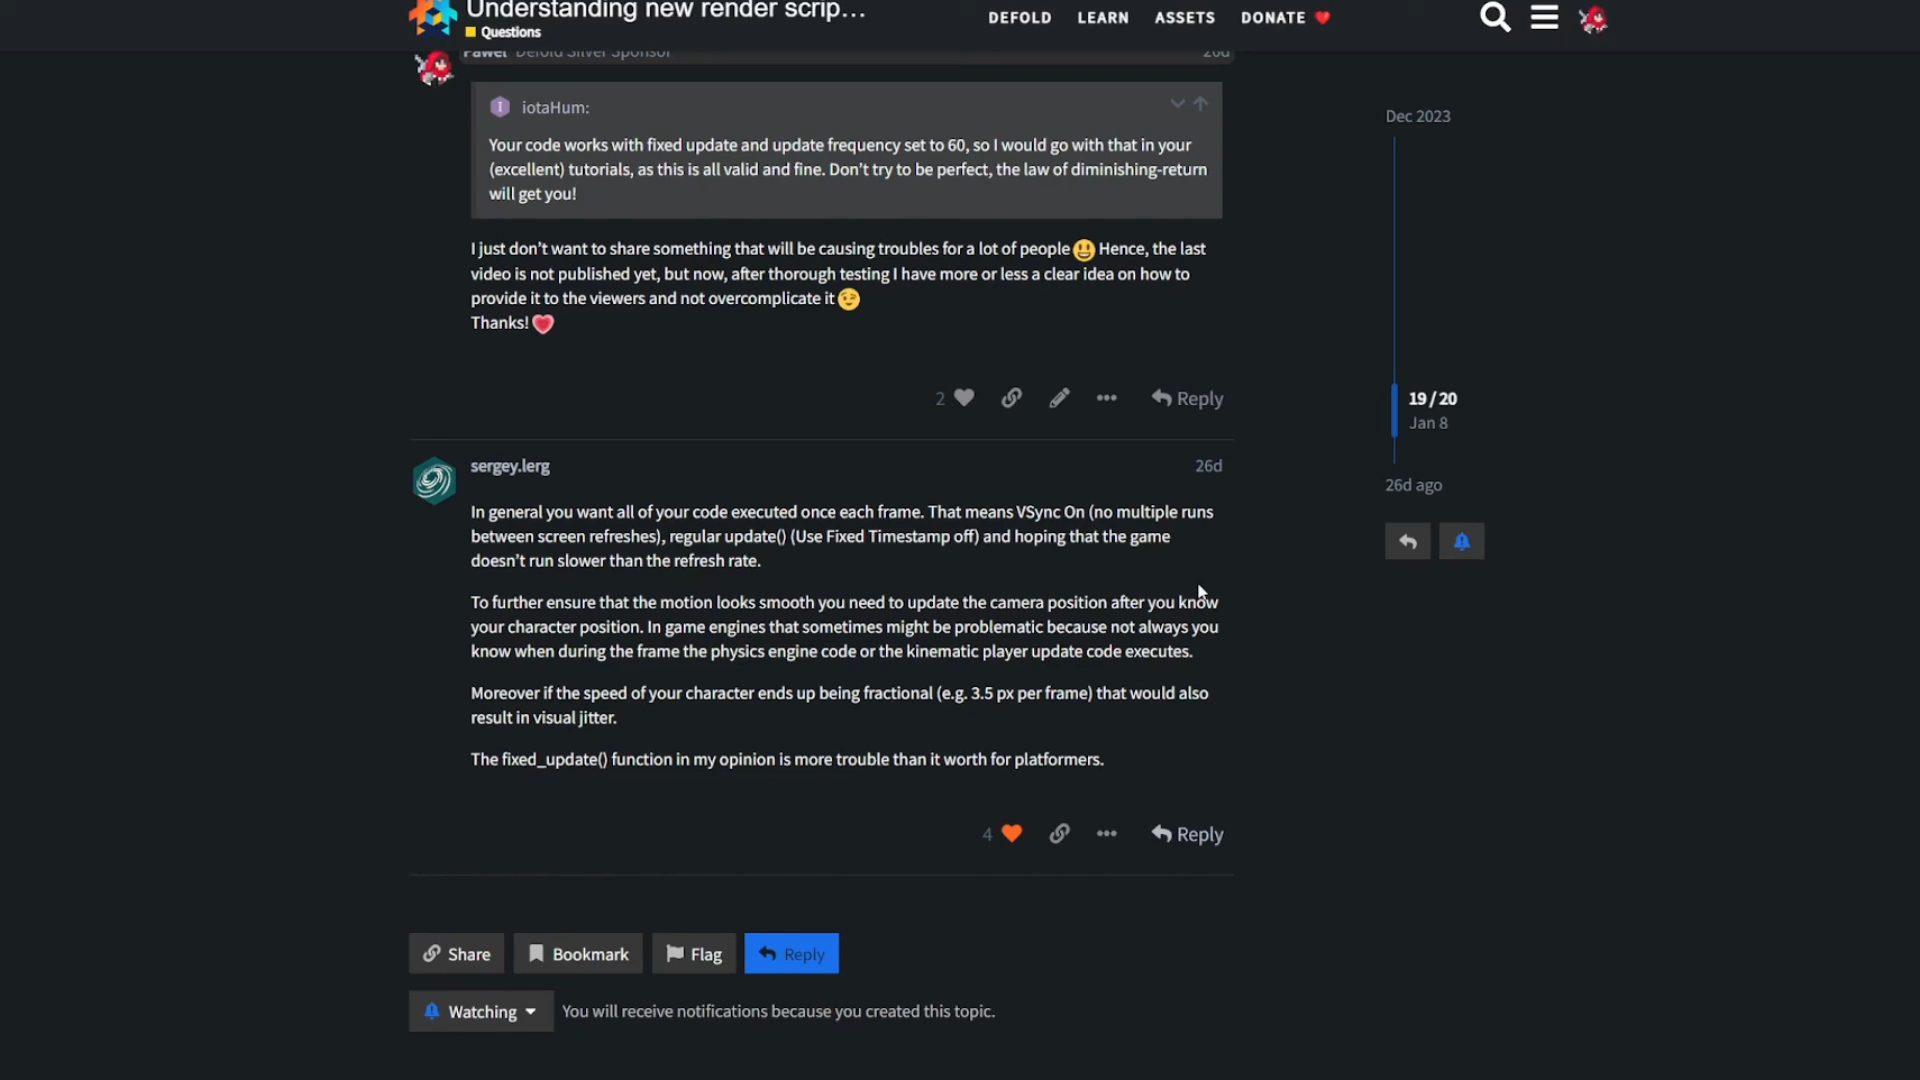 Understanding new render scrip...
Questions
DEFOLD LEARN ASSETS DONATE
Pawel Defold Silver Sponsor 26d
iotaHum:
Your code works with fixed update and update frequency set to 60, so I would go with that in your
(excellent) tutorials, as this is all valid and fine. Don't try to be perfect, the law of diminishing-return
will get you!
I just don't want to share something that will be causing troubles for a lot of people 😃 Hence, the last
video is not published yet, but now, after thorough testing I have more or less a clear idea on how to
provide it to the viewers and not overcomplicate it 😉
Thanks! ❤️
2
Reply
Dec 2023
19 / 20
Jan 8
26d ago
sergey.lerg 26d
In general you want all of your code executed once each frame. That means VSync On (no multiple runs
between screen refreshes), regular update() (Use Fixed Timestamp off) and hoping that the game
doesn't run slower than the refresh rate.
To further ensure that the motion looks smooth you need to update the camera position after you know
your character position. In game engines that sometimes might be problematic because not always you
know when during the frame the physics engine code or the kinematic player update code executes.
Moreover if the speed of your character ends up being fractional (e.g. 3.5 px per frame) that would also
result in visual jitter.
The fixed_update() function in my opinion is more trouble than it worth for platformers.
4
Reply
Share Bookmark Flag Reply
Watching You will receive notifications because you created this topic.